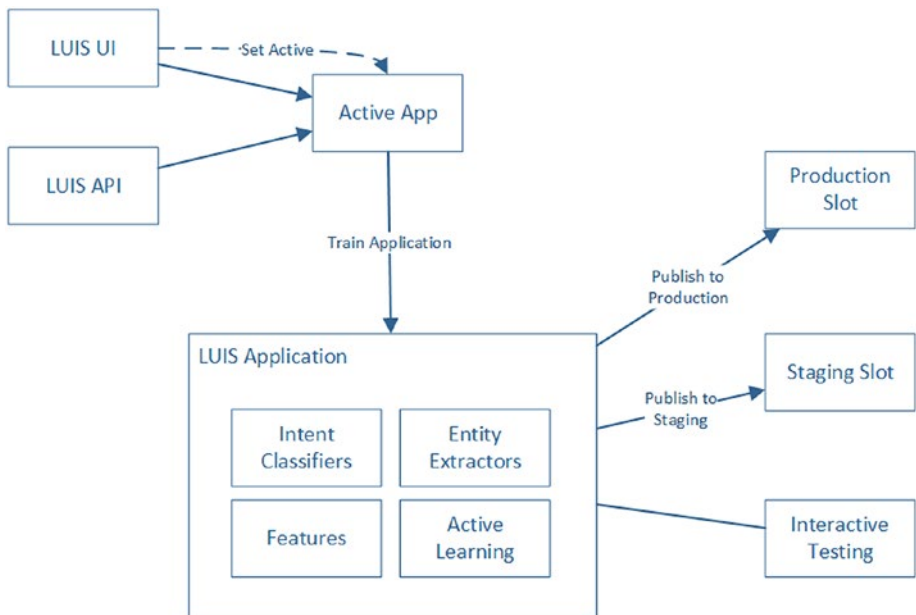 LUIS UI
Set Active
Active App
LUIS API
Production
Slot
Train Application
Publish to
Production
LUIS Application
Staging Slot
Publish to
Staging
Intent
Classifiers
Entity
Extractors
Features
Active
Learning
Interactive
Testing